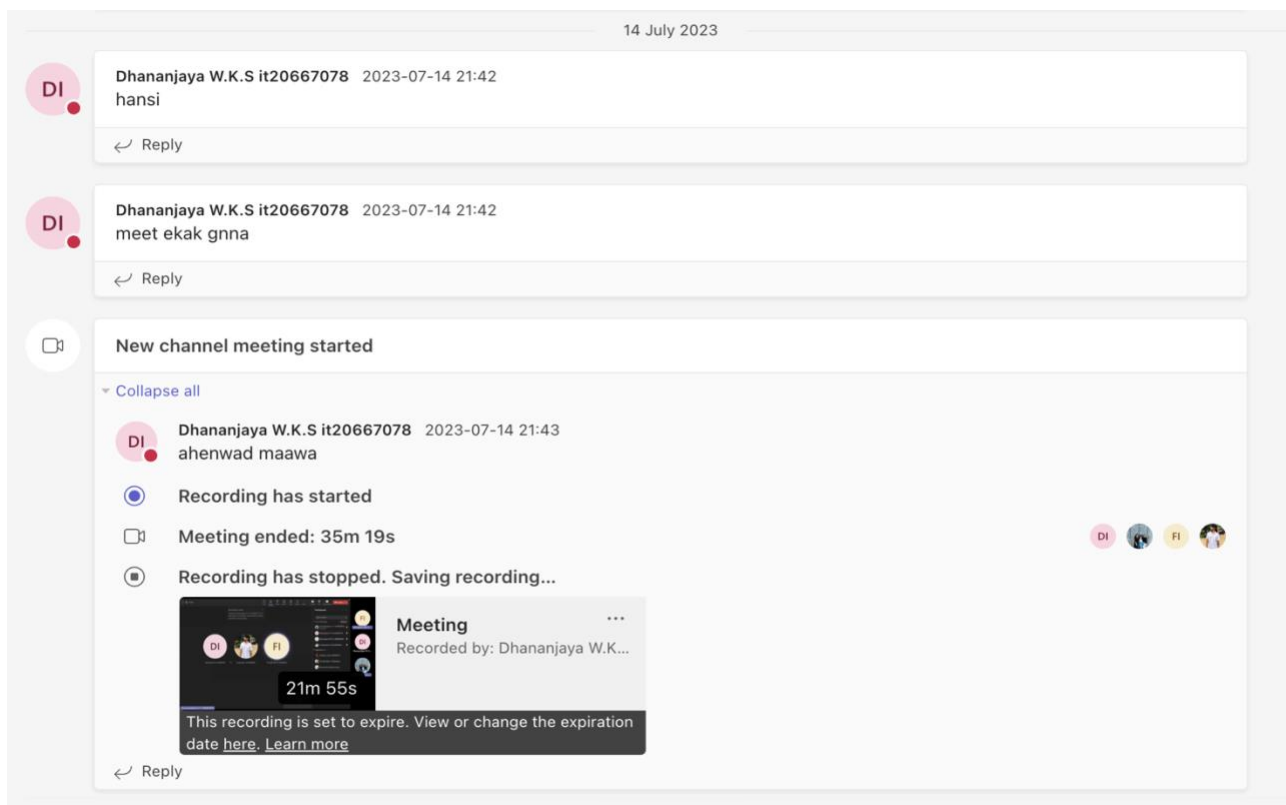 14 July 2023
DI
Dhananjaya W.K.S it20667078 2023-07-14 21:42
hansi
Reply
DI
Dhananjaya W.K.S it20667078 2023-07-14 21:42
meet ekak gnna
Reply
New channel meeting started
Collapse all
DI
Dhananjaya W.K.S it20667078 2023-07-14 21:43
ahenwad maawa
Recording has started
Meeting ended: 35m 19s
DI FI
Recording has stopped. Saving recording...
DI FI
FI
DI
21m 55s
Meeting ...
Recorded by: Dhananjaya W.K...
This recording is set to expire. View or change the expiration
date here. Learn more
Reply